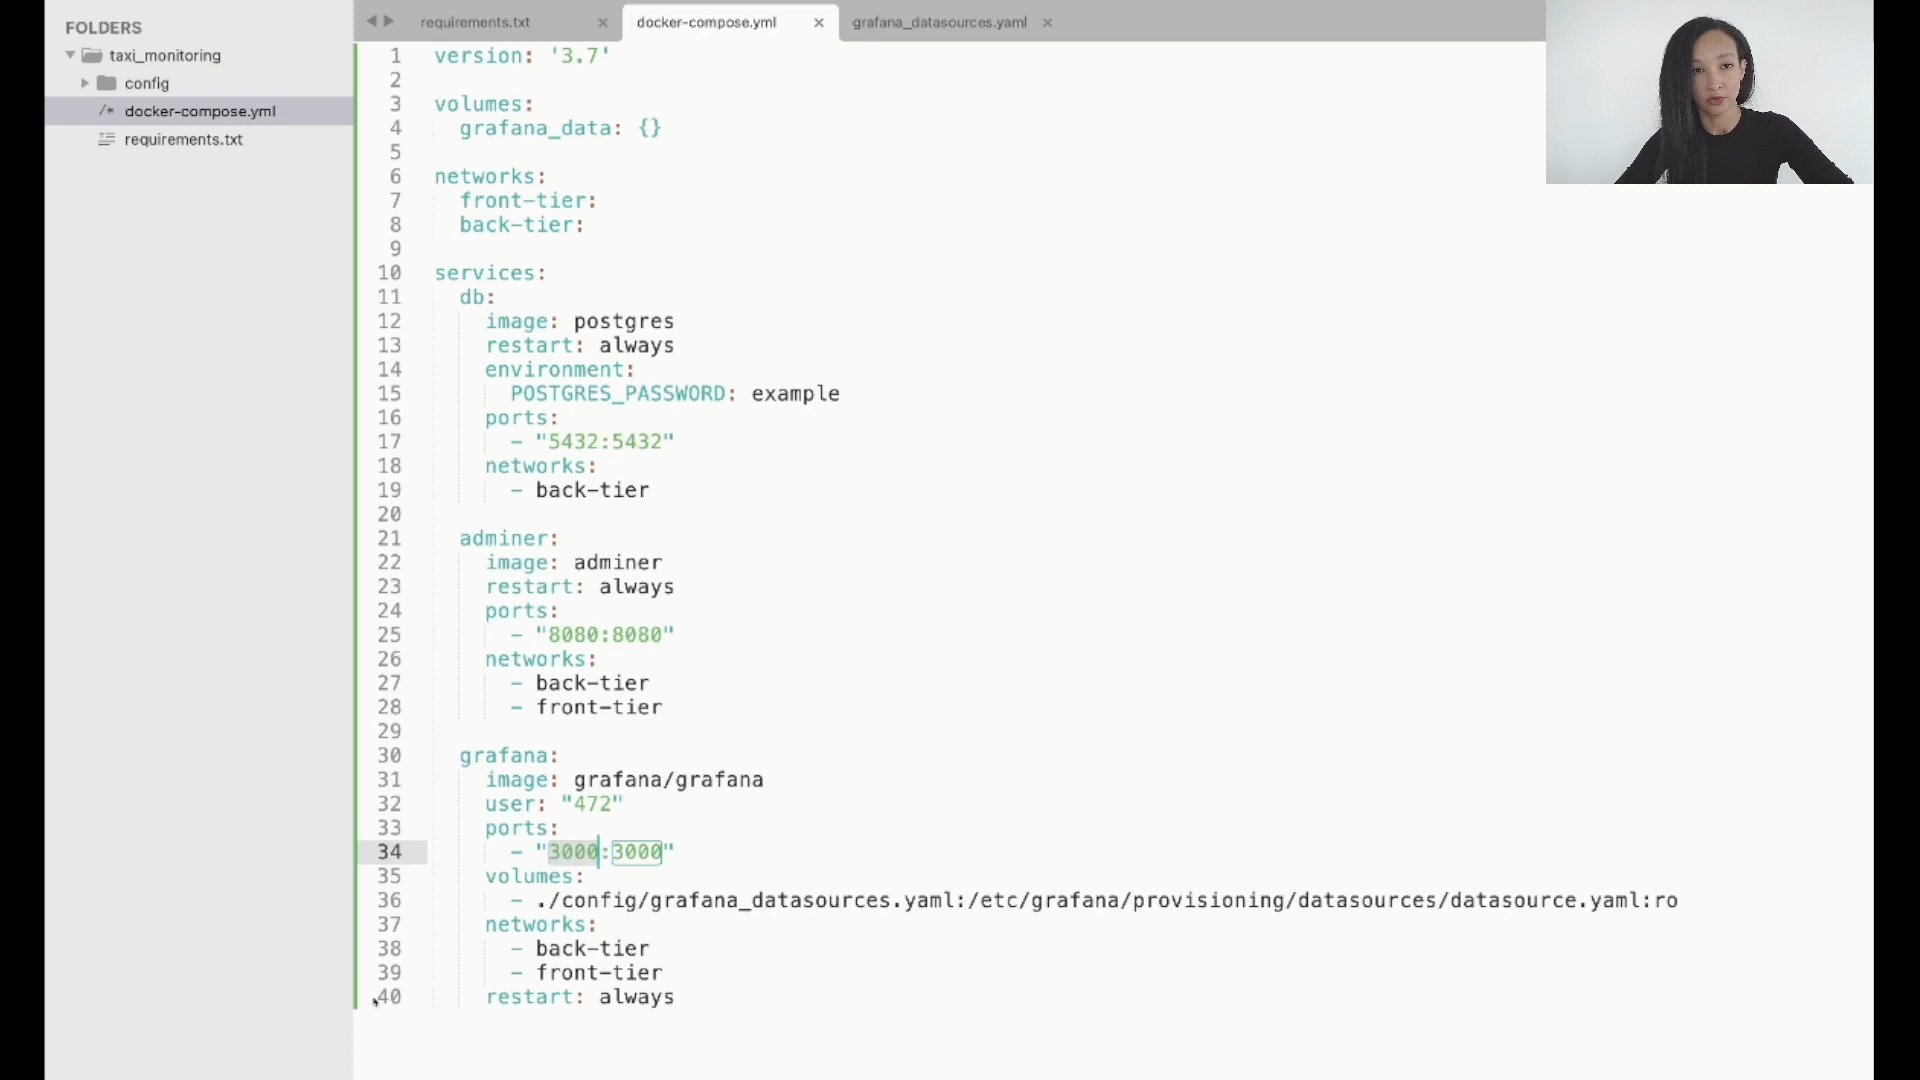 FOLDERS
taxi_monitoring
config
docker-compose.yml
requirements.txt
requirements.txt
docker-compose.yml
grafana_datasources.yaml
1 version: '3.7'
2
3 volumes:
4 grafana_data: {}
5
6 networks:
7 front-tier:
8 back-tier:
9
10 services:
11 db:
12 image: postgres
13 restart: always
14 environment:
15 POSTGRES_PASSWORD: example
16 ports:
17 - "5432:5432"
18 networks:
19 - back-tier
20
21 adminer:
22 image: adminer
23 restart: always
24 ports:
25 - "8080:8080"
26 networks:
27 - back-tier
28 - front-tier
29
30 grafana:
31 image: grafana/grafana
32 user: "472"
33 ports:
34 - "3000:3000"
35 volumes:
36 - ./config/grafana_datasources.yaml:/etc/grafana/provisioning/datasources/datasource.yaml:ro
37 networks:
38 - back-tier
39 - front-tier
40 restart: always